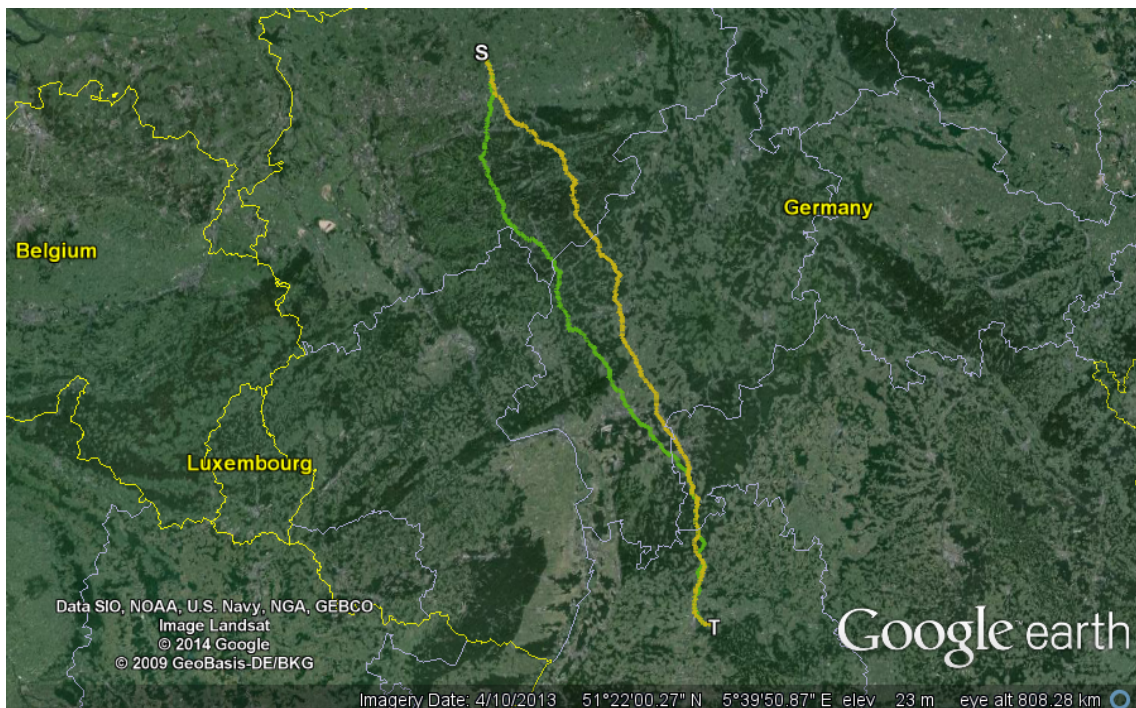 S
Germany
Belgium
Luxembourg
Data SIO, NOAA, U.S. Navy, NGA, GEBCO
Image Landsat
© 2014 Google
© 2009 GeoBasis-DE/BKG
T
Google earth
Imagery Date: 4/10/2013 51°22'00.27" N 5°39'50.87" E elev 23 m eye alt 808.28 km